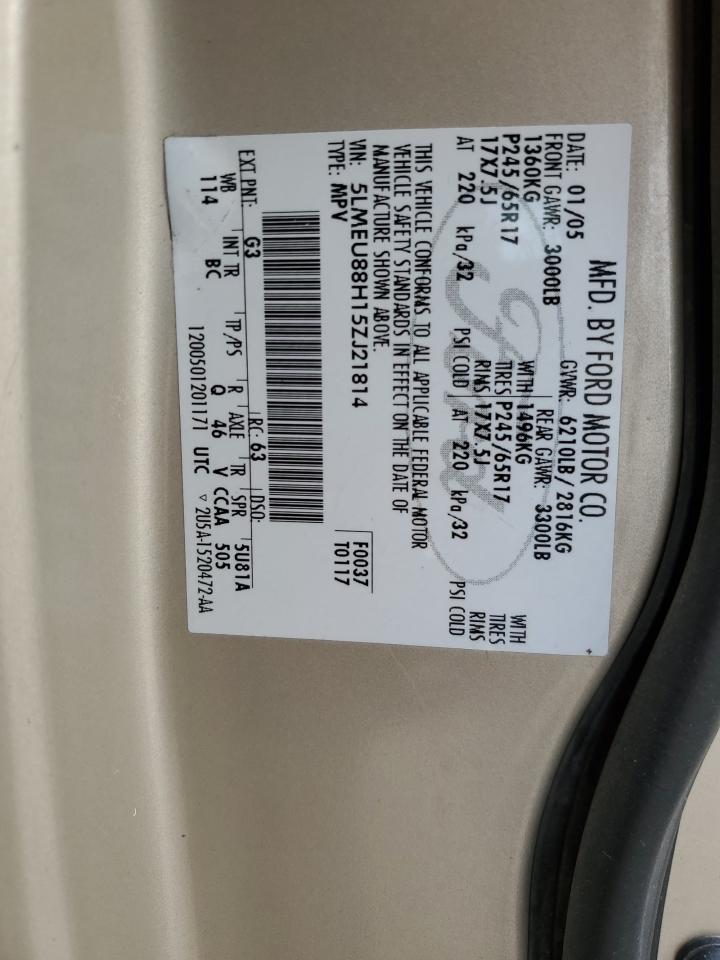 MFD. BY FORD MOTOR CO.
DATE: 01/05 GVWR: 6210LB / 2816KG
FRONT GAWR: 3000LB REAR GAWR: 3300LB
1360KG WITH 1496KG WITH
P245/65R17 TIRES P245/65R17 TIRES
17X7.5J RIMS 17X7.5J RIMS
AT 220 kPa/32 PSI COLD AT 220 kPa/32 PSI COLD
Ford
THIS VEHICLE CONFORMS TO ALL APPLICABLE FEDERAL MOTOR
VEHICLE SAFETY STANDARDS IN EFFECT ON THE DATE OF
MANUFACTURE SHOWN ABOVE.
VIN: 5LMEU88H15ZJ21814 F0037
TYPE: MPV T0117
EXT PNT: G3 RC: 63 DSO:
WB INT TR TP/PS R AXLE TR SPR 5U81A
114 BC Q 46 V CCAA 505
1200501201171 UTC ▽ 2U5A-1520472-AA